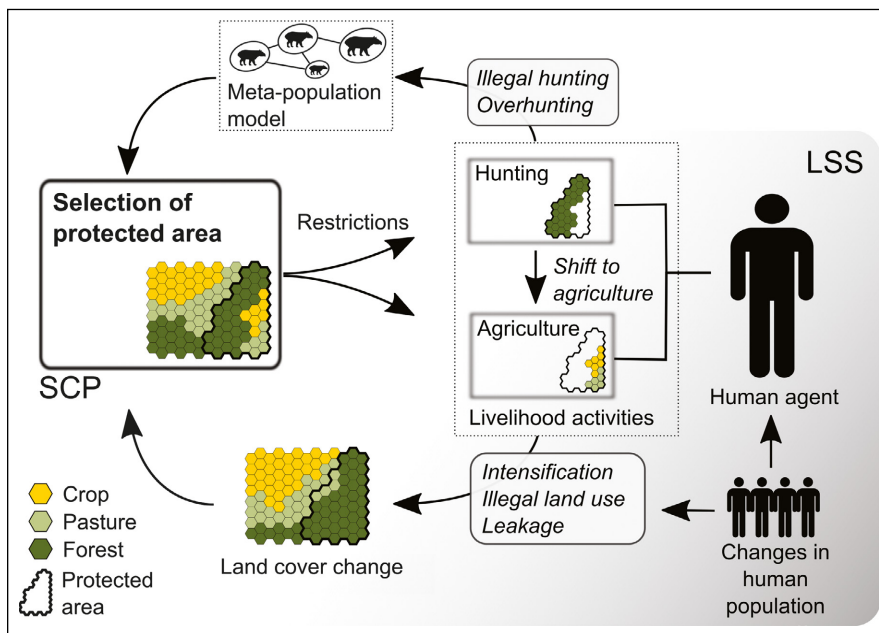 Meta-population
model
Illegal hunting
Overhunting
LSS
Selection of
protected area
Restrictions
Hunting
Shift to
agriculture
Agriculture
Livelihood activities
Human agent
SCP
Intensification
Illegal land use
Leakage
Changes in
human
population
Land cover change
Crop
Pasture
Forest
Protected
area